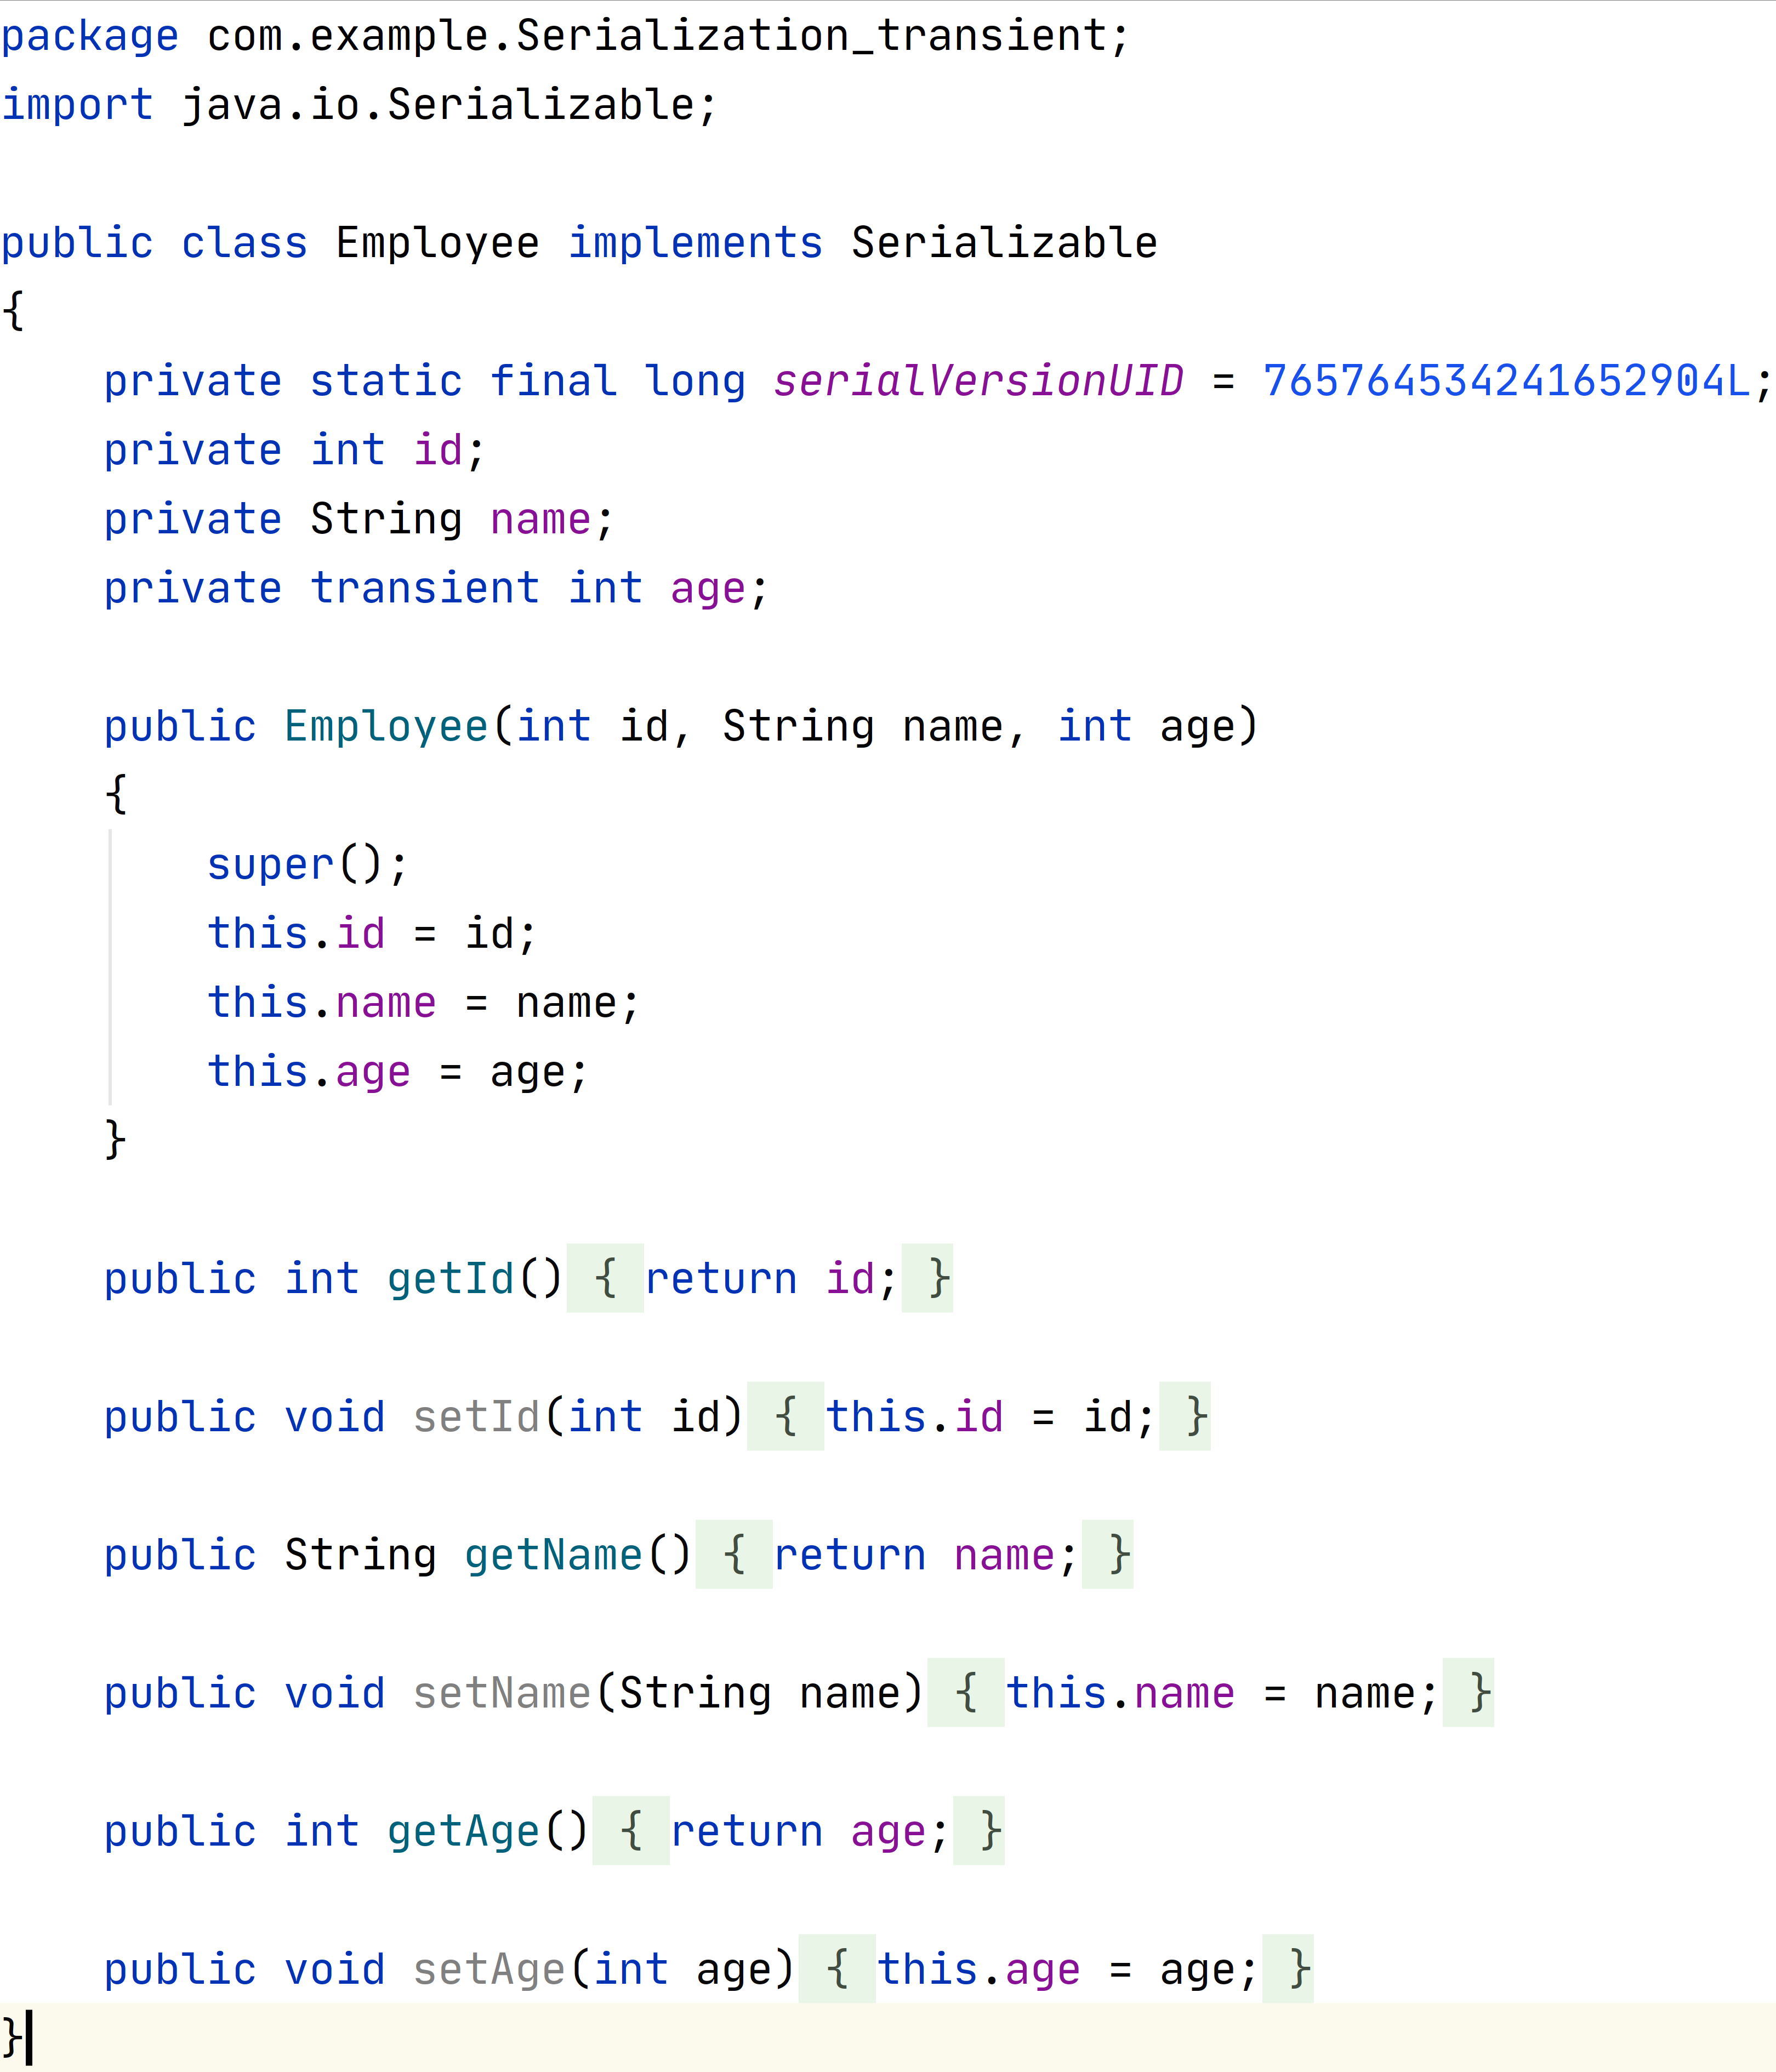 package com.example.Serialization_transient;
import java.io.Serializable;

public class Employee implements Serializable
{
    private static final long serialVersionUID = 7657645342416529​04L;
    private int id;
    private String name;
    private transient int age;

    public Employee(int id, String name, int age)
    {
        super();
        this.id = id;
        this.name = name;
        this.age = age;
    }

    public int getId() { return id; }

    public void setId(int id) { this.id = id; }

    public String getName() { return name; }

    public void setName(String name) { this.name = name; }

    public int getAge() { return age; }

    public void setAge(int age) { this.age = age; }
}